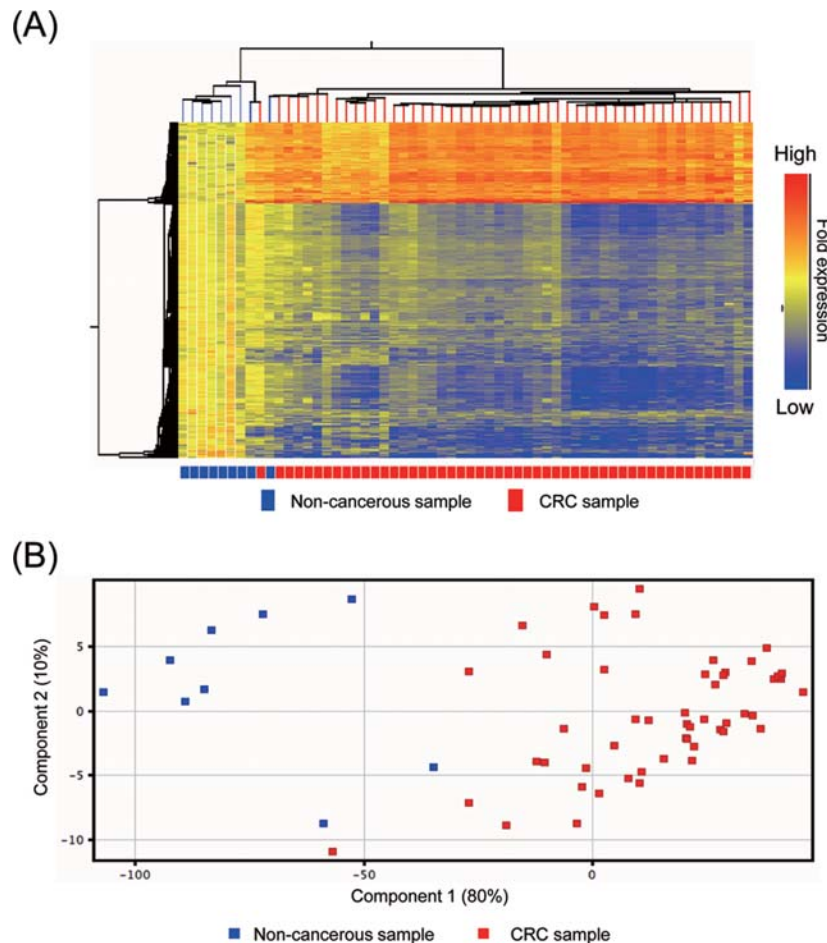 (A)
High
Fold expression
Low
Non-cancerous sample
CRC sample
(B)
Component 2 (10%)
5
0
-5
-10
-100
-50
0
Component 1 (80%)
Non-cancerous sample
CRC sample